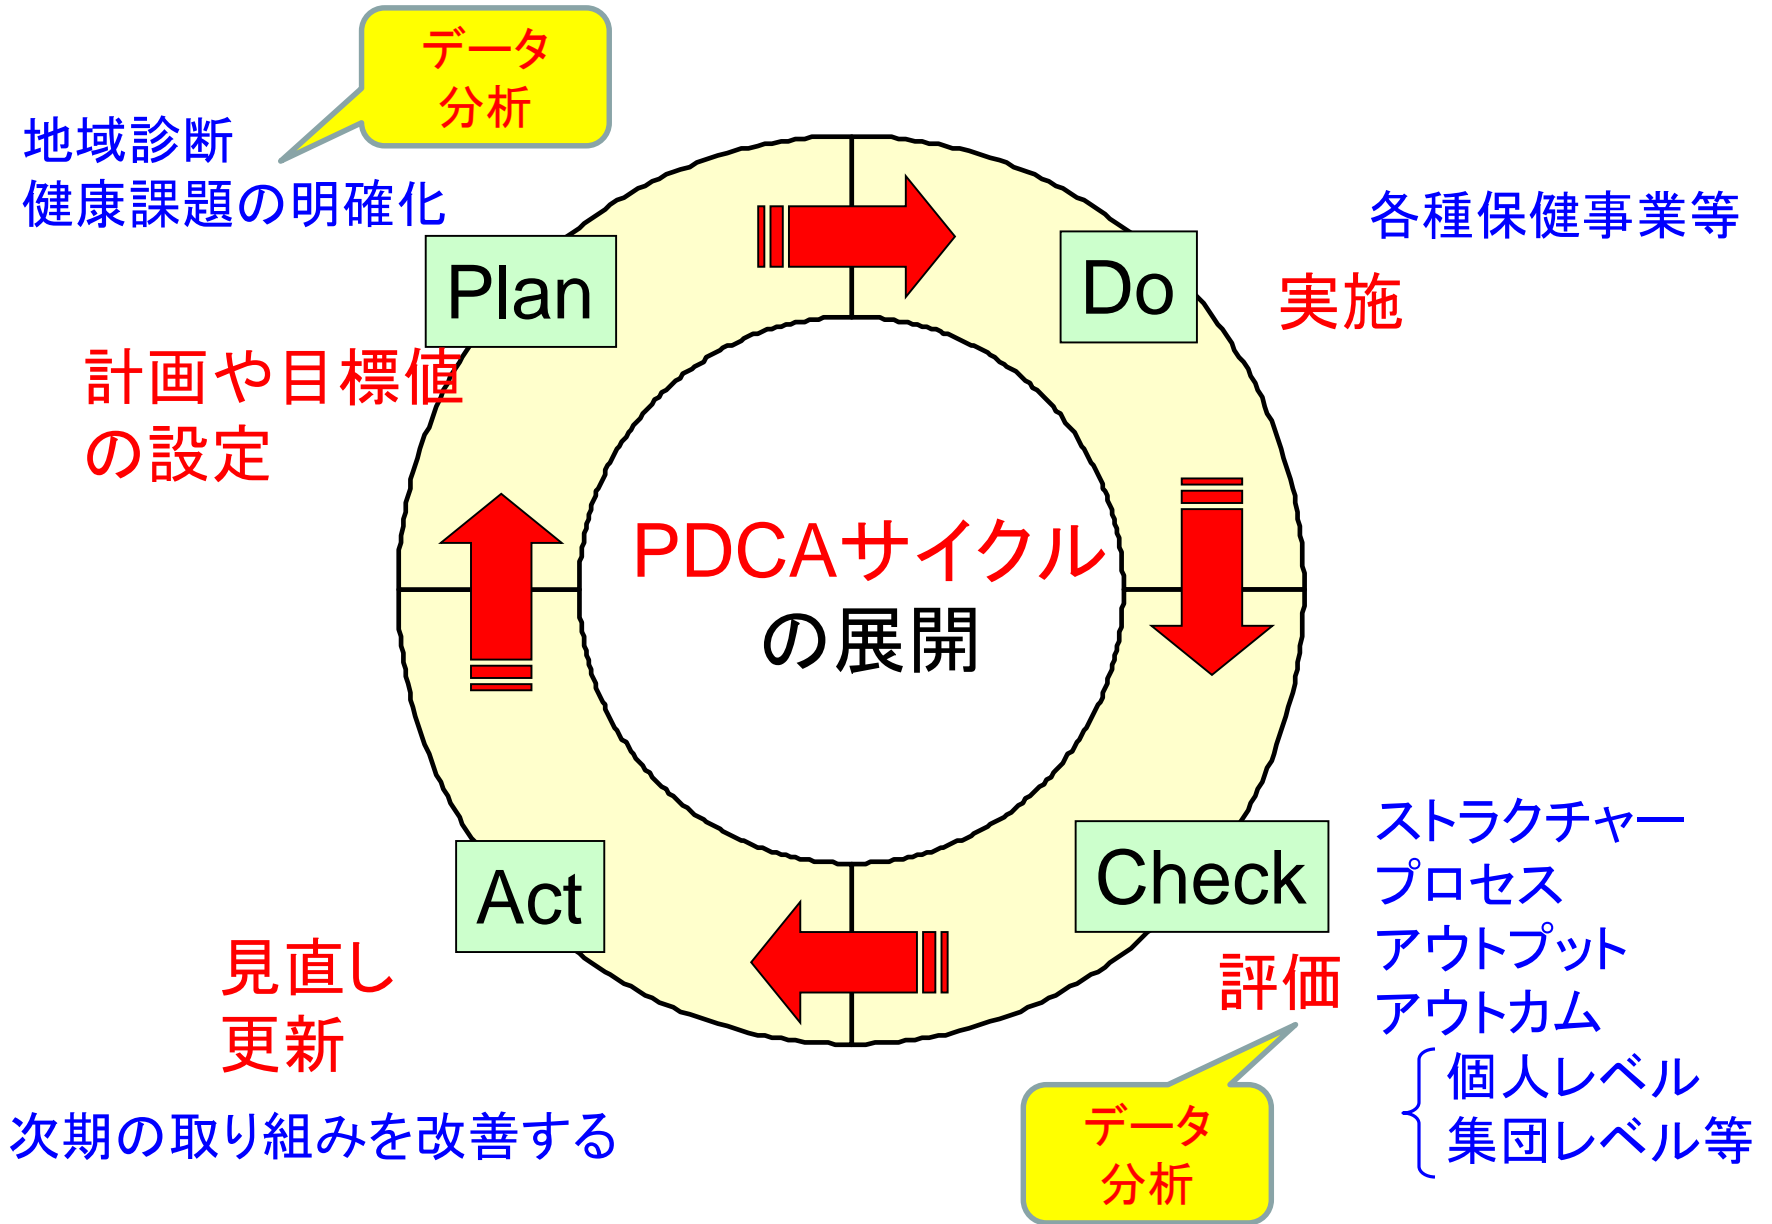 データ
分析
地域診断
健康課題の明確化
Plan
計画や目標値
の設定
各種保健事業等
Do
実施
PDCAサイクル
の展開
Check
評価
ストラクチャー
プロセス
アウトプット
アウトカム
個人レベル
集団レベル等
データ
分析
Act
見直し
更新
次期の取り組みを改善する